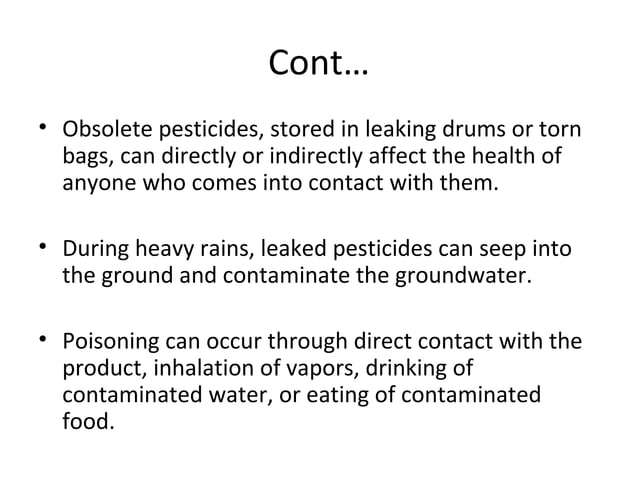 Cont…
• Obsolete pesticides, stored in leaking drums or torn
bags, can directly or indirectly affect the health of
anyone who comes into contact with them.
• During heavy rains, leaked pesticides can seep into
the ground and contaminate the groundwater.
• Poisoning can occur through direct contact with the
product, inhalation of vapors, drinking of
contaminated water, or eating of contaminated
food.